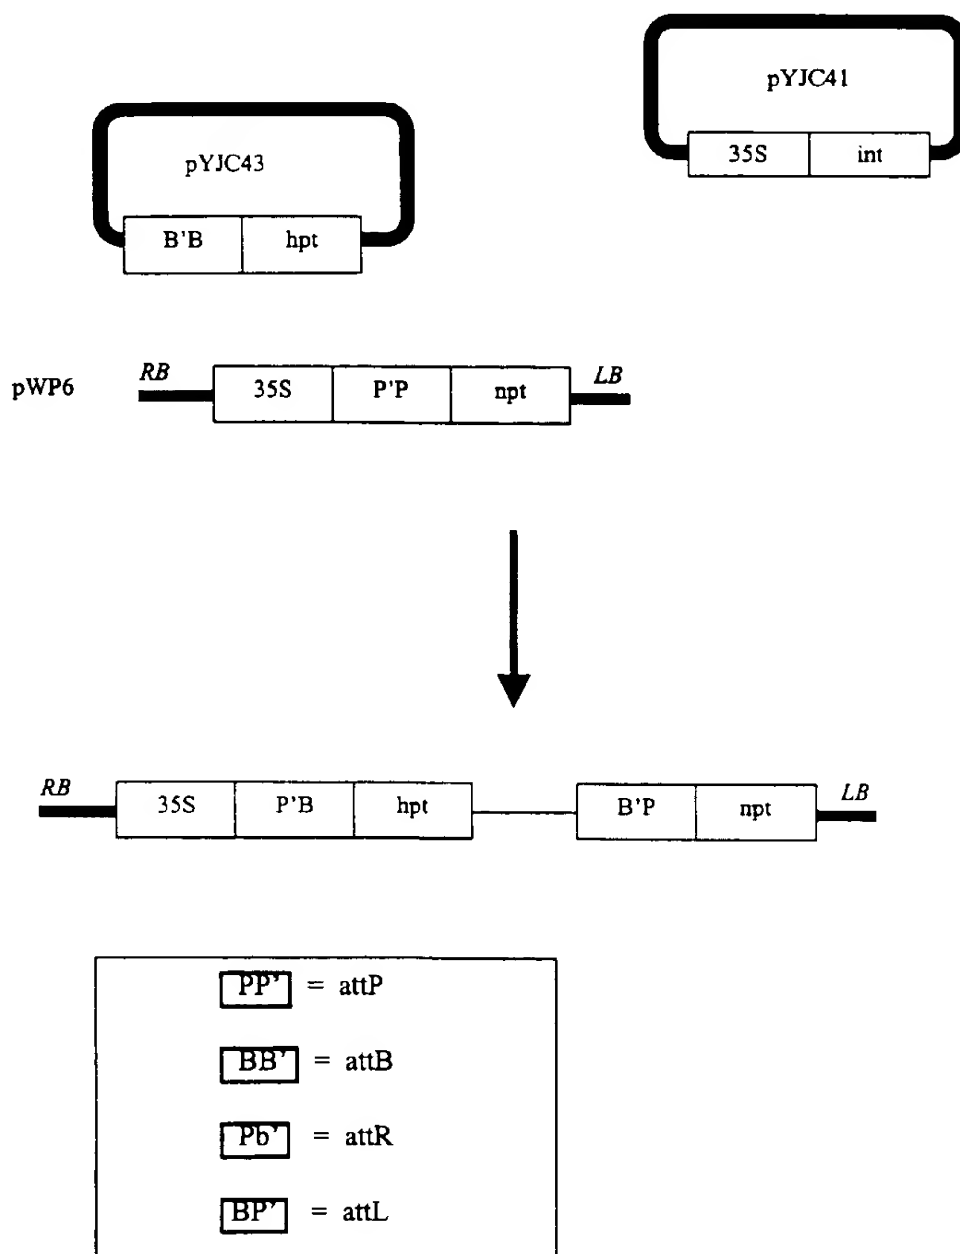 pYJC41
35S int
pYJC43
B'B hpt
pWP6 RB 35S P'P npt LB
RB 35S P'B hpt B'P npt LB
PP' = attP
BB' = attB
Pb' = attR
BP' = attL